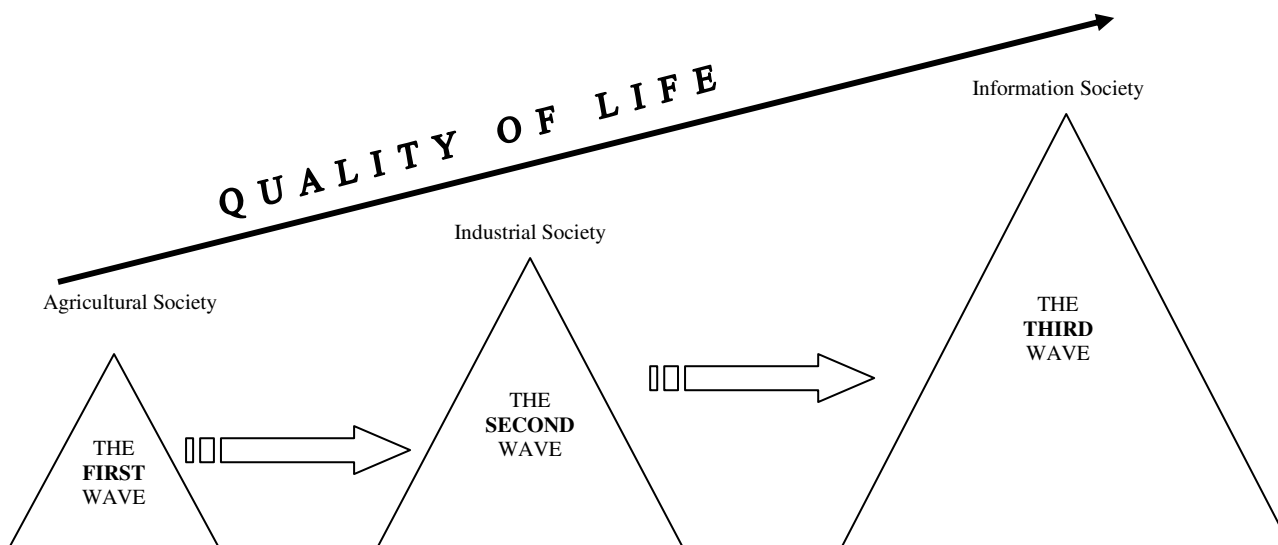 QUALITY OF LIFE
Information Society
Industrial Society
Agricultural Society
THE
FIRST
WAVE
THE
SECOND
WAVE
THE
THIRD
WAVE